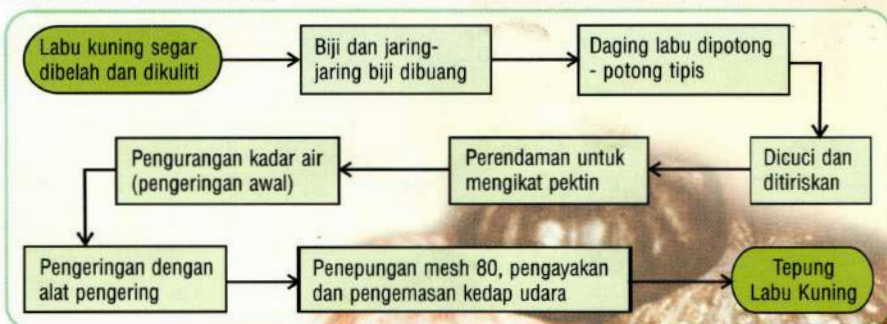 Labu kuning segar
dibelah dan dikuliti
Biji dan jaring-
jaring biji dibuang
Daging labu dipotong
- potong tipis
Dicuci dan
ditiriskan
Perendaman untuk
mengikat pektin
Pengurangan kadar air
(pengeringan awal)
Pengeringan dengan
alat pengering
Penepungan mesh 80, pengayakan
dan pengemasan kedap udara
Tepung
Labu Kuning